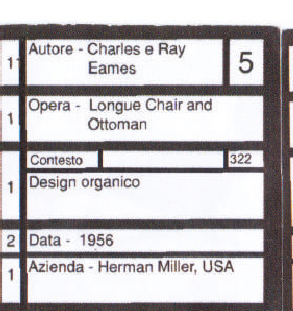 11 Autore - Charles e Ray 5
Eames
1 Opera - Longue Chair and
Ottoman
Contesto 322
1 Design organico
2 Data - 1956
1 Azienda - Herman Miller, USA